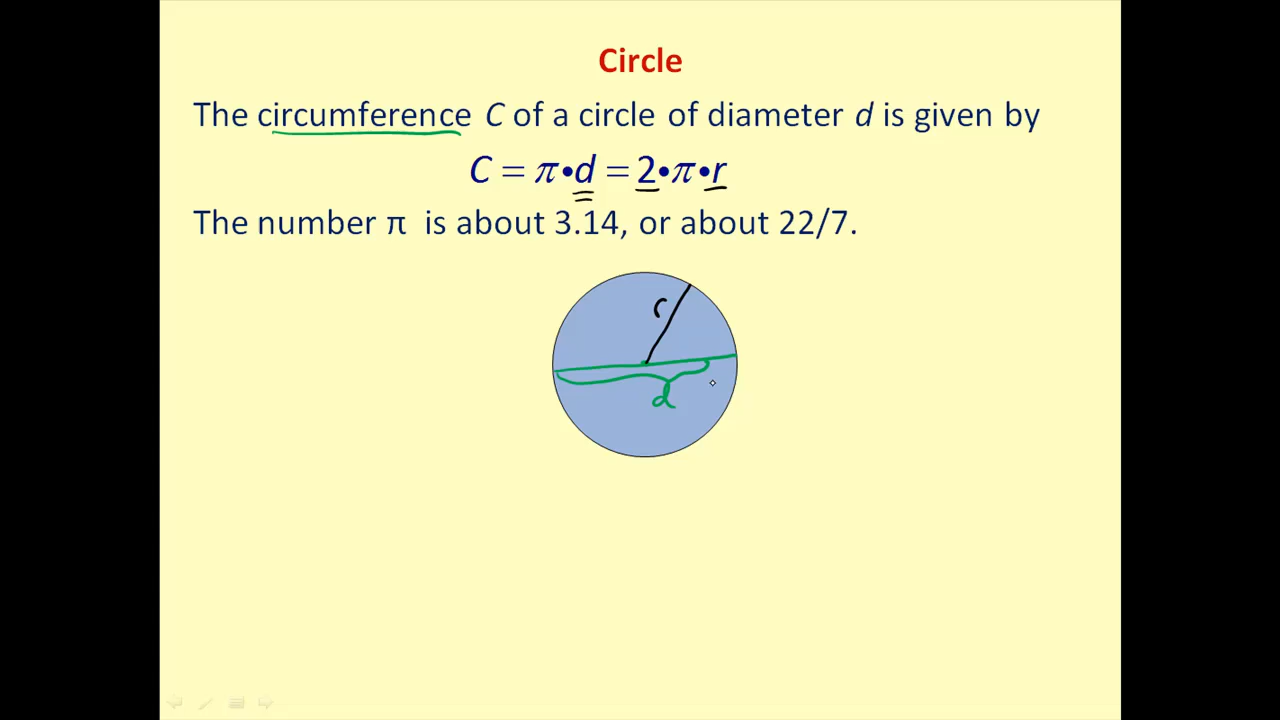 Circle
The circumference C of a circle of diameter d is given by
C = π•d = 2•π•r
The number π is about 3.14, or about 22/7.
r
d